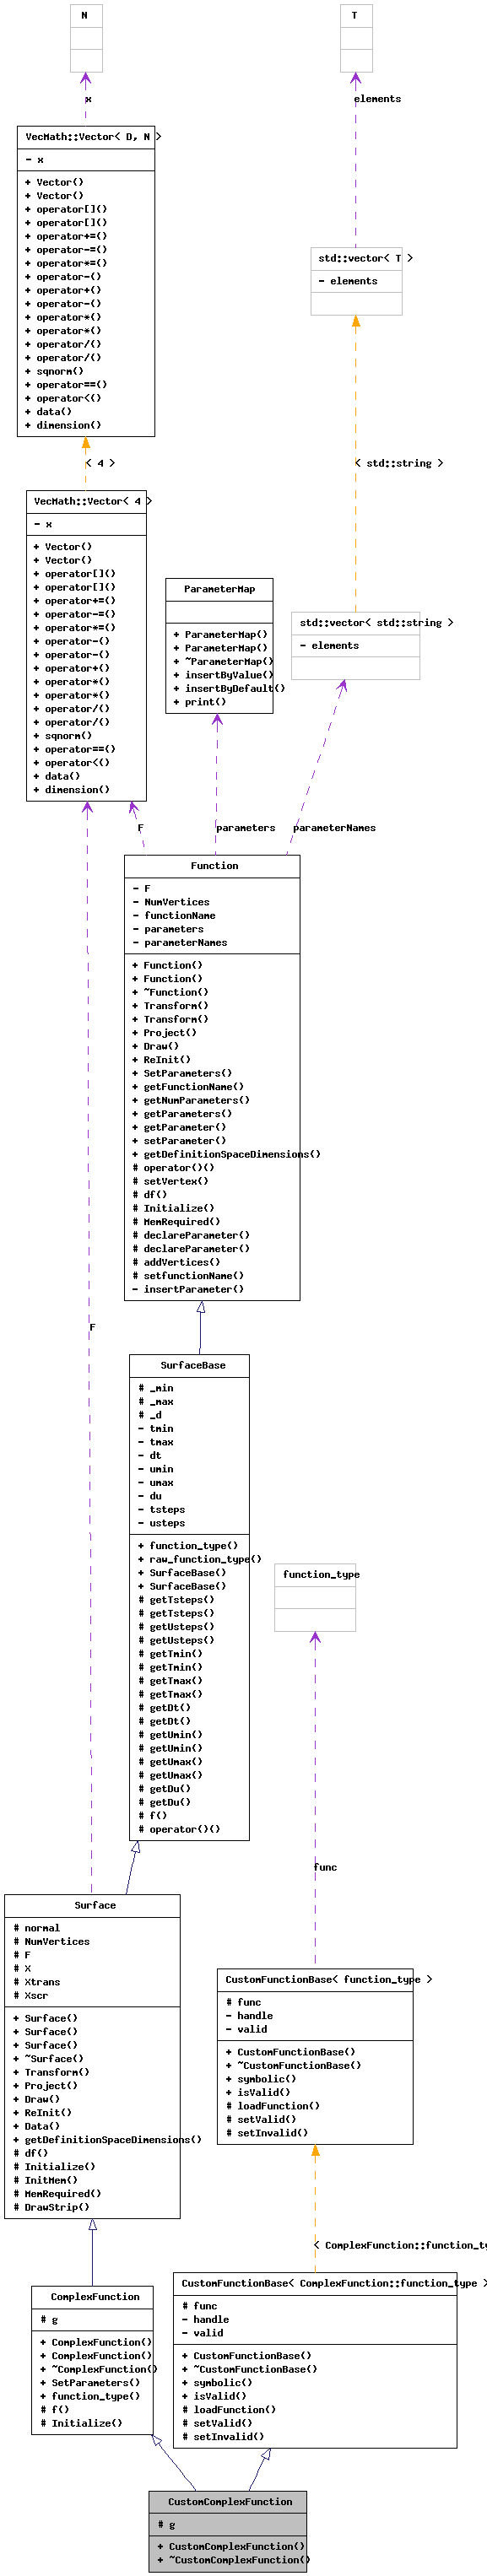 N
T
x
elements
VecMath::Vector< D, N >
- x
+ Vector()
+ Vector()
+ operator[]()
+ operator[]()
+ operator+=()
+ operator-=()
+ operator*=()
+ operator-()
+ operator+()
+ operator-()
+ operator*()
+ operator*()
+ operator/()
+ operator/()
+ sqnorm()
+ operator==()
+ operator<()
+ data()
+ dimension()
std::vector< T >
- elements
< 4 >
< std::string >
VecMath::Vector< 4 >
- x
+ Vector()
+ Vector()
+ operator[]()
+ operator[]()
+ operator+=()
+ operator-=()
+ operator*=()
+ operator-()
+ operator-()
+ operator+()
+ operator*()
+ operator*()
+ operator/()
+ operator/()
+ sqnorm()
+ operator==()
+ operator<()
+ data()
+ dimension()
ParameterMap
+ ParameterMap()
+ ParameterMap()
+ ~ParameterMap()
+ insertByValue()
+ insertByDefault()
+ print()
std::vector< std::string >
- elements
F
parameters
parameterNames
Function
- F
- NumVertices
- functionName
- parameters
- parameterNames
+ Function()
+ Function()
+ ~Function()
+ Transform()
+ Transform()
+ Project()
+ Draw()
+ ReInit()
+ SetParameters()
+ getFunctionName()
+ getNumParameters()
+ getParameters()
+ getParameter()
+ setParameter()
+ getDefinitionSpaceDimensions()
# operator()()
# setVertex()
# df()
# Initialize()
# MemRequired()
# declareParameter()
# declareParameter()
# addVertices()
# setfunctionName()
- insertParameter()
F
SurfaceBase
# _min
# _max
# _d
- tmin
- tmax
- dt
- umin
- umax
- du
- tsteps
- usteps
+ function_type()
+ raw_function_type()
+ SurfaceBase()
+ SurfaceBase()
# getTsteps()
# getTsteps()
# getUsteps()
# getUsteps()
# getTmin()
# getTmin()
# getTmax()
# getTmax()
# getDt()
# getDt()
# getUmin()
# getUmin()
# getUmax()
# getUmax()
# getDu()
# getDu()
# f()
# operator()()
function_type
func
Surface
# normal
# NumVertices
# F
# X
# Xtrans
# Xscr
+ Surface()
+ Surface()
+ Surface()
+ ~Surface()
+ Transform()
+ Project()
+ Draw()
+ ReInit()
+ Data()
+ getDefinitionSpaceDimensions()
# df()
# Initialize()
# InitMem()
# MemRequired()
# DrawStrip()
CustomFunctionBase< function_type >
# func
- handle
- valid
+ CustomFunctionBase()
+ ~CustomFunctionBase()
+ symbolic()
+ isValid()
# loadFunction()
# setValid()
# setInvalid()
< ComplexFunction::function_ty
ComplexFunction
# g
+ ComplexFunction()
+ ComplexFunction()
+ ~ComplexFunction()
+ SetParameters()
+ function_type()
# f()
# Initialize()
CustomFunctionBase< ComplexFunction::function_type >
# func
- handle
- valid
+ CustomFunctionBase()
+ ~CustomFunctionBase()
+ symbolic()
+ isValid()
# loadFunction()
# setValid()
# setInvalid()
CustomComplexFunction
# g
+ CustomComplexFunction()
+ ~CustomComplexFunction()